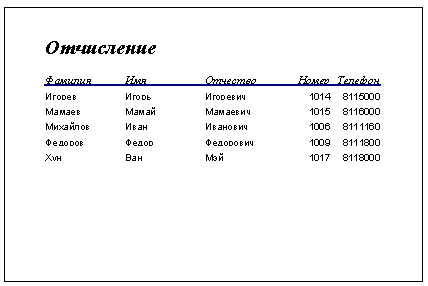 Отчисление
Фамилия Имя Отчество Номер Телефон
Игорев Игорь Игоревич 1014 8115000
Мамаев Мамай Мамаевич 1015 8116000
Михайлов Иван Иванович 1006 8111160
Федоров Федор Федорович 1009 8111800
Хун Ван Мэй 1017 8118000